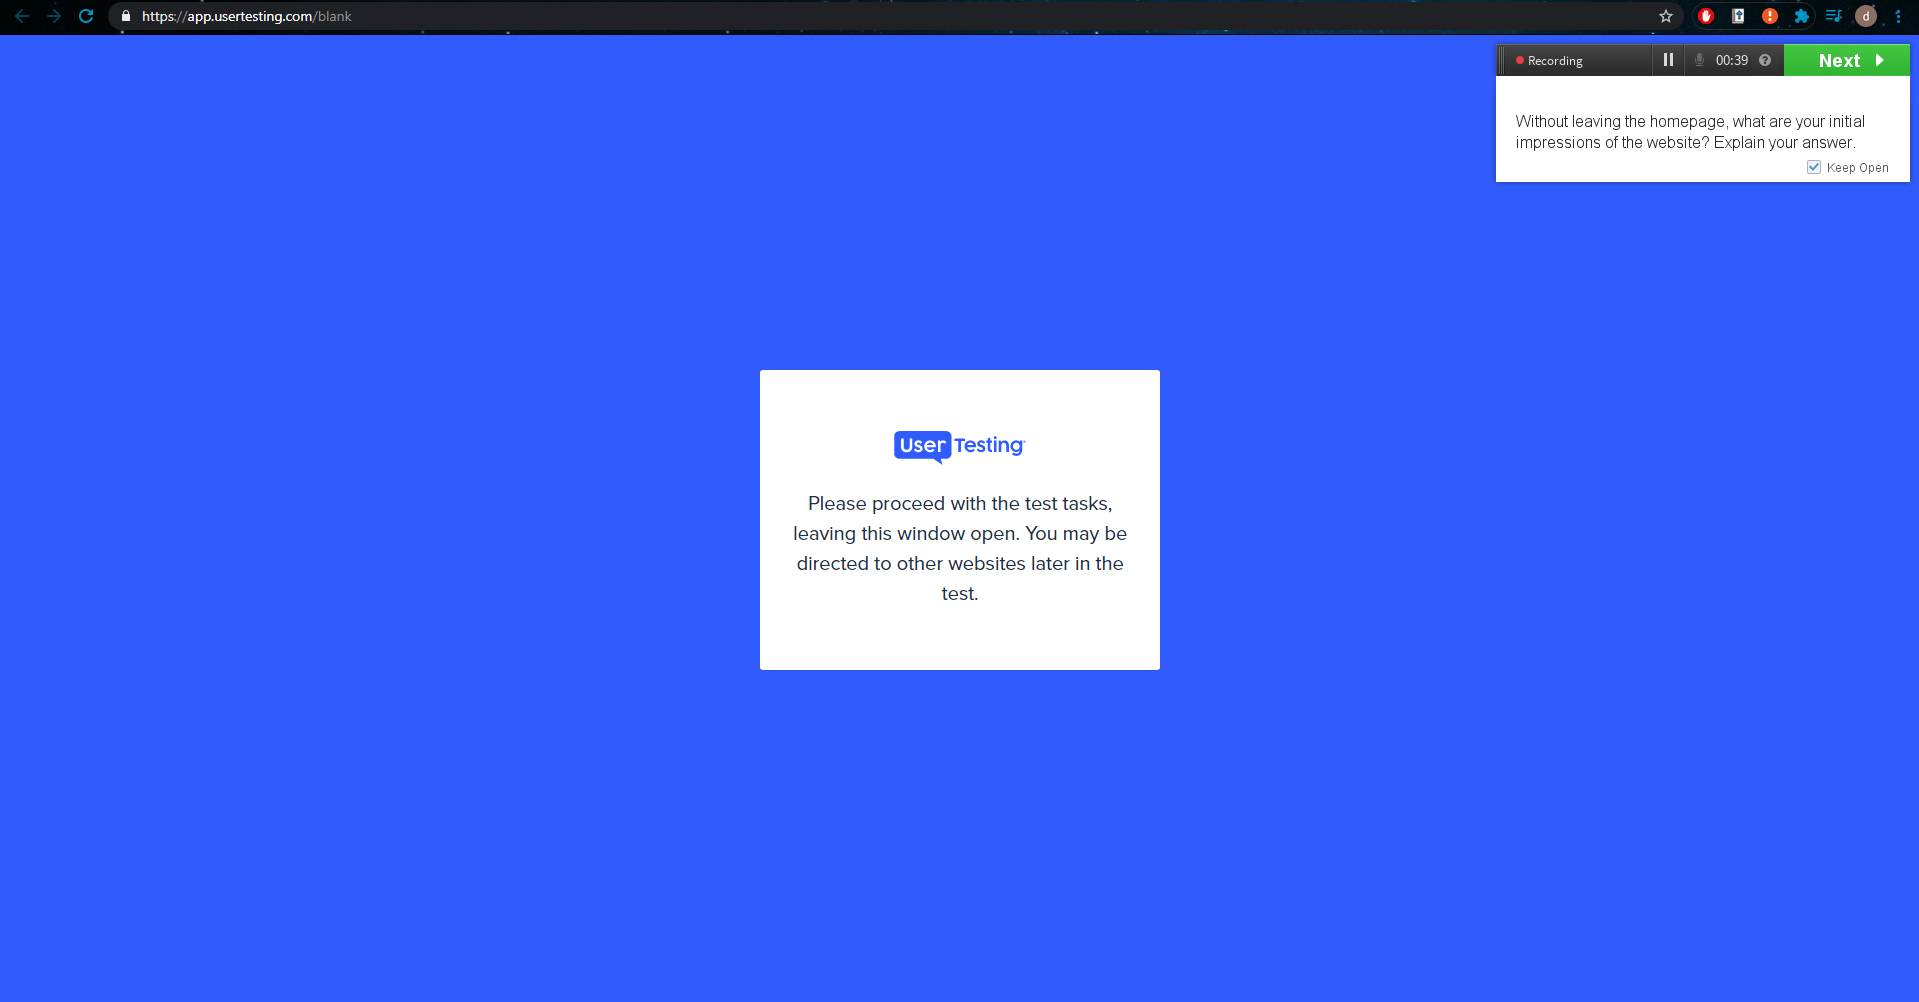 https://app.usertesting.com/blank
d
Recording
00:39
?
Next
Without leaving the homepage, what are your initial
impressions of the website? Explain your answer.
Keep Open
User Testing
Please proceed with the test tasks,
leaving this window open. You may be
directed to other websites later in the
test.